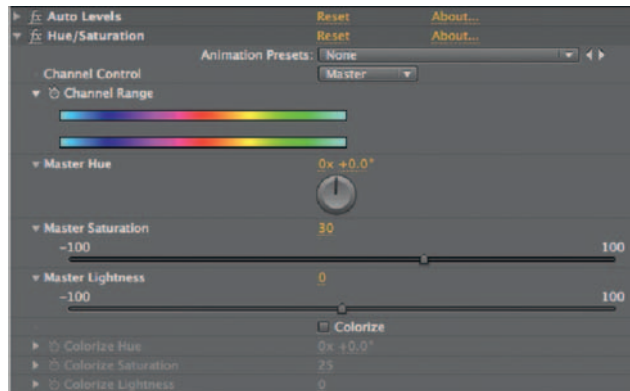 fx Auto Levels Reset About...
fx Hue/Saturation Reset About...
Animation Presets: None
Channel Control Master
Channel Range
Master Hue 0x +0.0°
Master Saturation 30
-100 100
Master Lightness 0
-100 100
Colorize
Colorize Hue 0x +0.0°
Colorize Saturation 25
Colorize Lightness 0